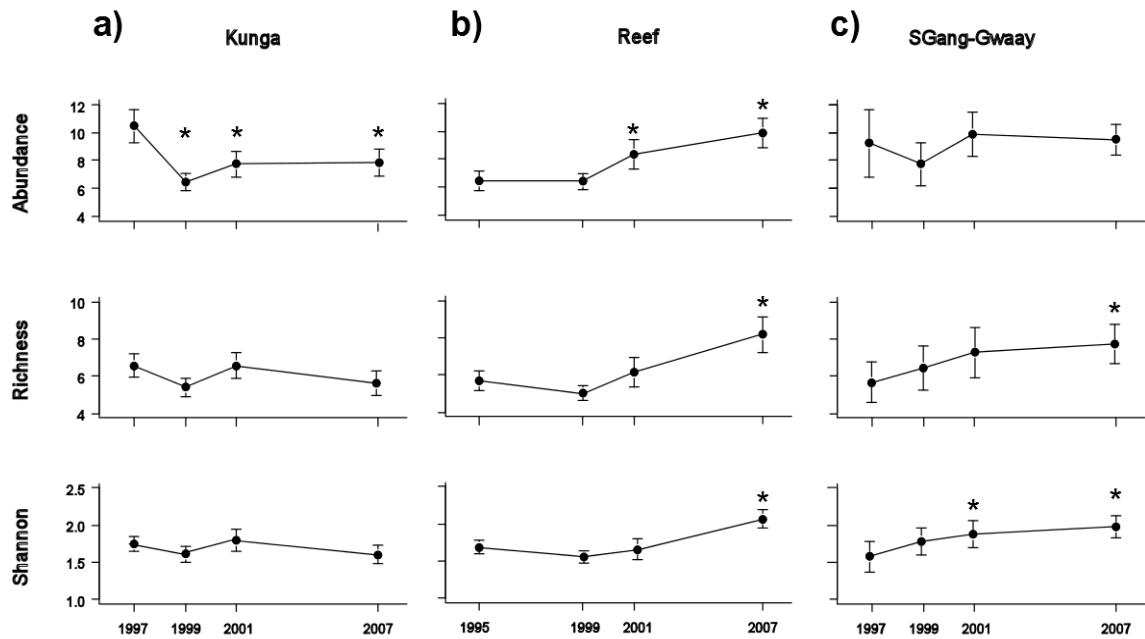 a) Kunga b) Reef c) SGang-Gwaay
Abundance
12
10
8
6
4
* * *
* *
Richness
10
8
6
4
*
*
Shannon
2.5
2.0
1.5
1.0
*
* *
1997 1999 2001 2007
1995 1999 2001 2007
1997 1999 2001 2007